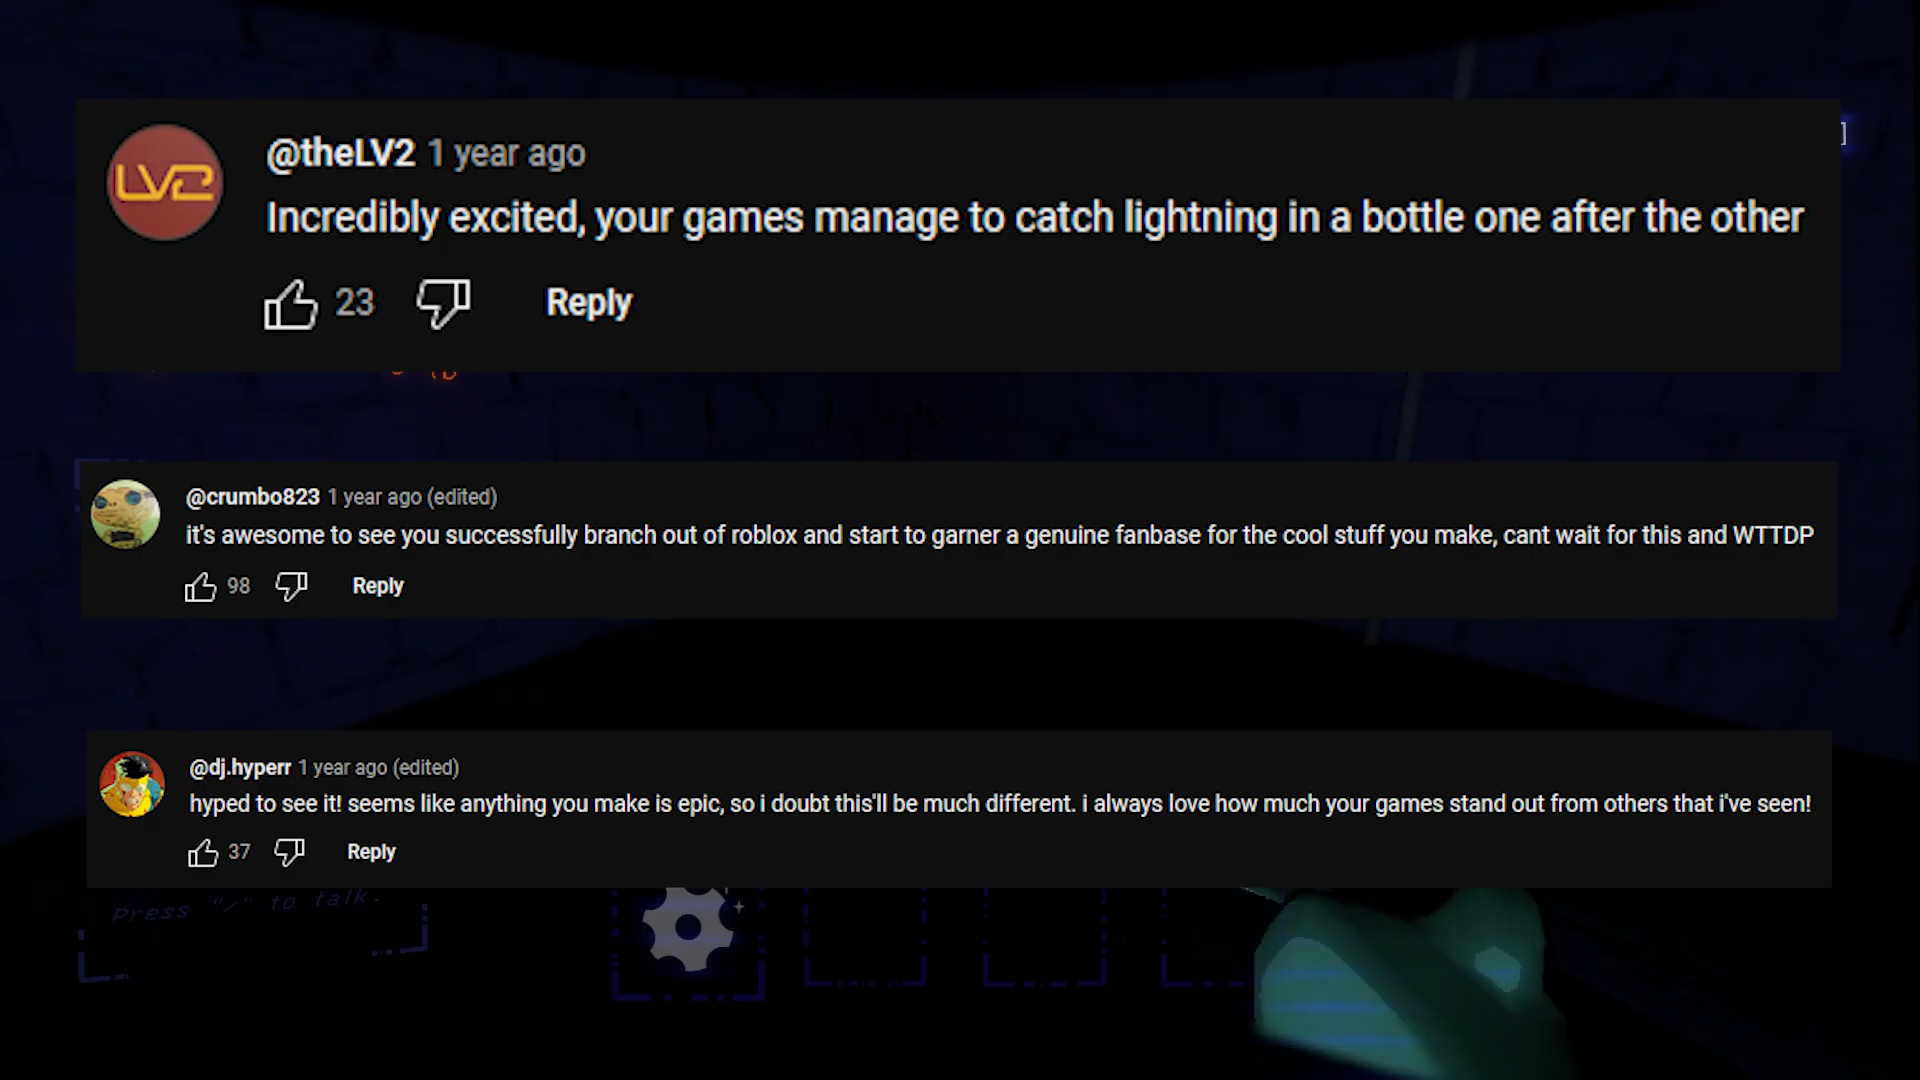 LV2
@theLV2 1 year ago
Incredibly excited, your games manage to catch lightning in a bottle one after the other
23 Reply
@crumbo823 1 year ago (edited)
it's awesome to see you successfully branch out of roblox and start to garner a genuine fanbase for the cool stuff you make, cant wait for this and WTTDP
98 Reply
@dj.hyperr 1 year ago (edited)
hyped to see it! seems like anything you make is epic, so i doubt this'll be much different. i always love how much your games stand out from others that i've seen!
37 Reply
Press "/" to talk.